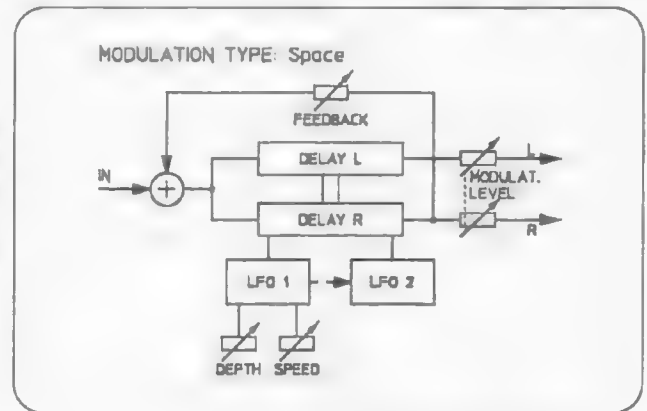 MODULATION TYPE: Space
FEEDBACK
IN
DELAY L
L
MODULAT.
LEVEL
DELAY R
R
LFO 1
LFO 2
DEPTH
SPEED